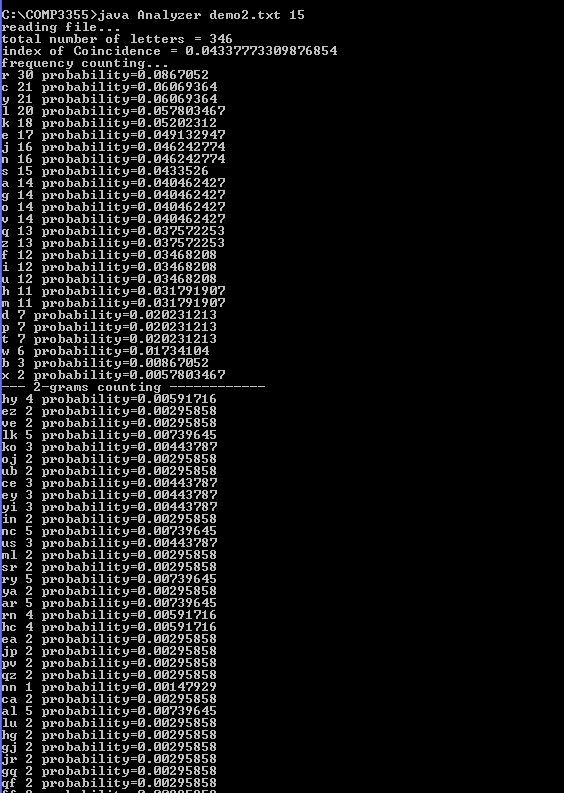 C:\COMP3355>java Analyzer demo2.txt 15
reading file...
total number of letters = 346
index of Coincidence = 0.04337773309876854
frequency counting...
r 30 probability=0.0867052
c 21 probability=0.06069364
y 21 probability=0.06069364
l 20 probability=0.057803467
k 18 probability=0.05202312
e 17 probability=0.049132947
j 16 probability=0.046242774
n 16 probability=0.046242774
s 15 probability=0.0433526
a 14 probability=0.040462427
g 14 probability=0.040462427
o 14 probability=0.040462427
v 14 probability=0.040462427
q 13 probability=0.037572253
z 13 probability=0.037572253
f 12 probability=0.03468208
i 12 probability=0.03468208
u 12 probability=0.03468208
h 11 probability=0.031791907
m 11 probability=0.031791907
d 7 probability=0.020231213
p 7 probability=0.020231213
t 7 probability=0.020231213
w 6 probability=0.01734104
b 3 probability=0.00867052
x 2 probability=0.0057803467
--- 2-grams counting ------------
hy 4 probability=0.00591716
ez 2 probability=0.00295858
ve 2 probability=0.00295858
lk 5 probability=0.00739645
ko 3 probability=0.00443787
oj 2 probability=0.00295858
ub 2 probability=0.00295858
ce 3 probability=0.00443787
ey 3 probability=0.00443787
yi 3 probability=0.00443787
in 2 probability=0.00295858
nc 5 probability=0.00739645
us 3 probability=0.00443787
ml 2 probability=0.00295858
sr 2 probability=0.00295858
ry 5 probability=0.00739645
ya 2 probability=0.00295858
ar 5 probability=0.00739645
rn 4 probability=0.00591716
hc 4 probability=0.00591716
ea 2 probability=0.00295858
jp 2 probability=0.00295858
pv 2 probability=0.00295858
qz 2 probability=0.00295858
nn 1 probability=0.00147929
ca 2 probability=0.00295858
al 5 probability=0.00739645
lu 2 probability=0.00295858
hg 2 probability=0.00295858
gj 2 probability=0.00295858
jr 2 probability=0.00295858
gq 2 probability=0.00295858
qf 2 probability=0.00295858